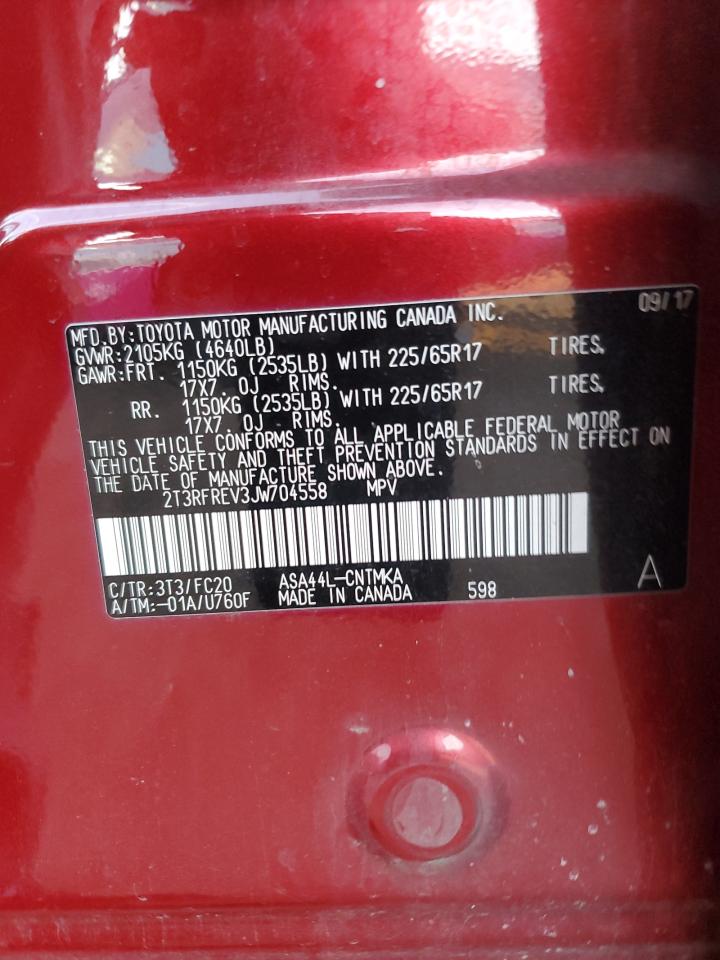 09/17
MFD.BY:TOYOTA MOTOR MANUFACTURING CANADA INC.
GVWR:2105KG (4640LB)
GAWR:FRT. 1150KG (2535LB) WITH 225/65R17 TIRES.
17X7. OJ RIMS.
RR. 1150KG (2535LB) WITH 225/65R17 TIRES.
17X7. OJ RIMS.
THIS VEHICLE CONFORMS TO ALL APPLICABLE FEDERAL MOTOR
VEHICLE SAFETY AND THEFT PREVENTION STANDARDS IN EFFECT ON
THE DATE OF MANUFACTURE SHOWN ABOVE.
2T3RFREV3JW704558 MPV
C/TR:3T3/FC20 ASA44L-CNTMKA
A/TM:-01A/U760F MADE IN CANADA 598 A